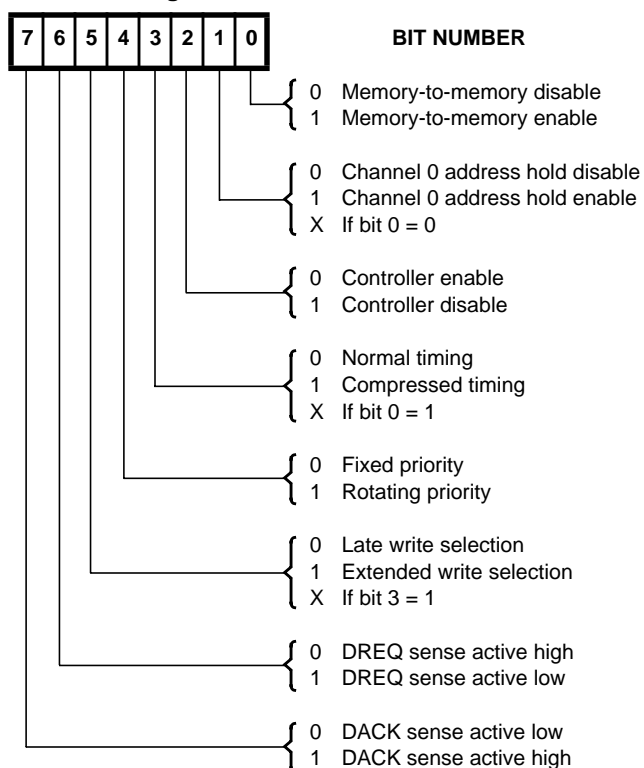 7 6 5 4 3 2 1 0 BIT NUMBER
0 Memory-to-memory disable
1 Memory-to-memory enable
0 Channel 0 address hold disable
1 Channel 0 address hold enable
X If bit 0 = 0
0 Controller enable
1 Controller disable
0 Normal timing
1 Compressed timing
X If bit 0 = 1
0 Fixed priority
1 Rotating priority
0 Late write selection
1 Extended write selection
X If bit 3 = 1
0 DREQ sense active high
1 DREQ sense active low
0 DACK sense active low
1 DACK sense active high